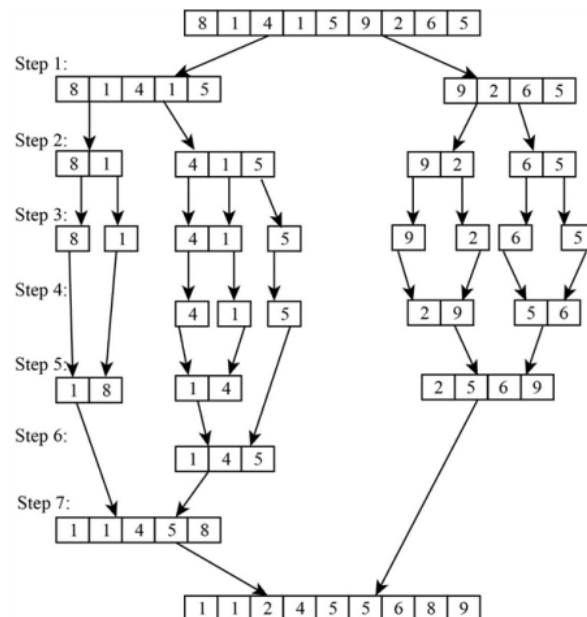 8 1 4 1 5 9 2 6 5
Step 1:
8 1 4 1 5 9 2 6 5
Step 2:
8 1 4 1 5 9 2 6 5
Step 3:
8 1 4 1 5 9 2 6 5
Step 4:
4 1 5 2 9 5 6
Step 5:
1 8 1 4 2 5 6 9
Step 6:
1 4 5
Step 7:
1 1 4 5 8
1 1 2 4 5 5 6 8 9